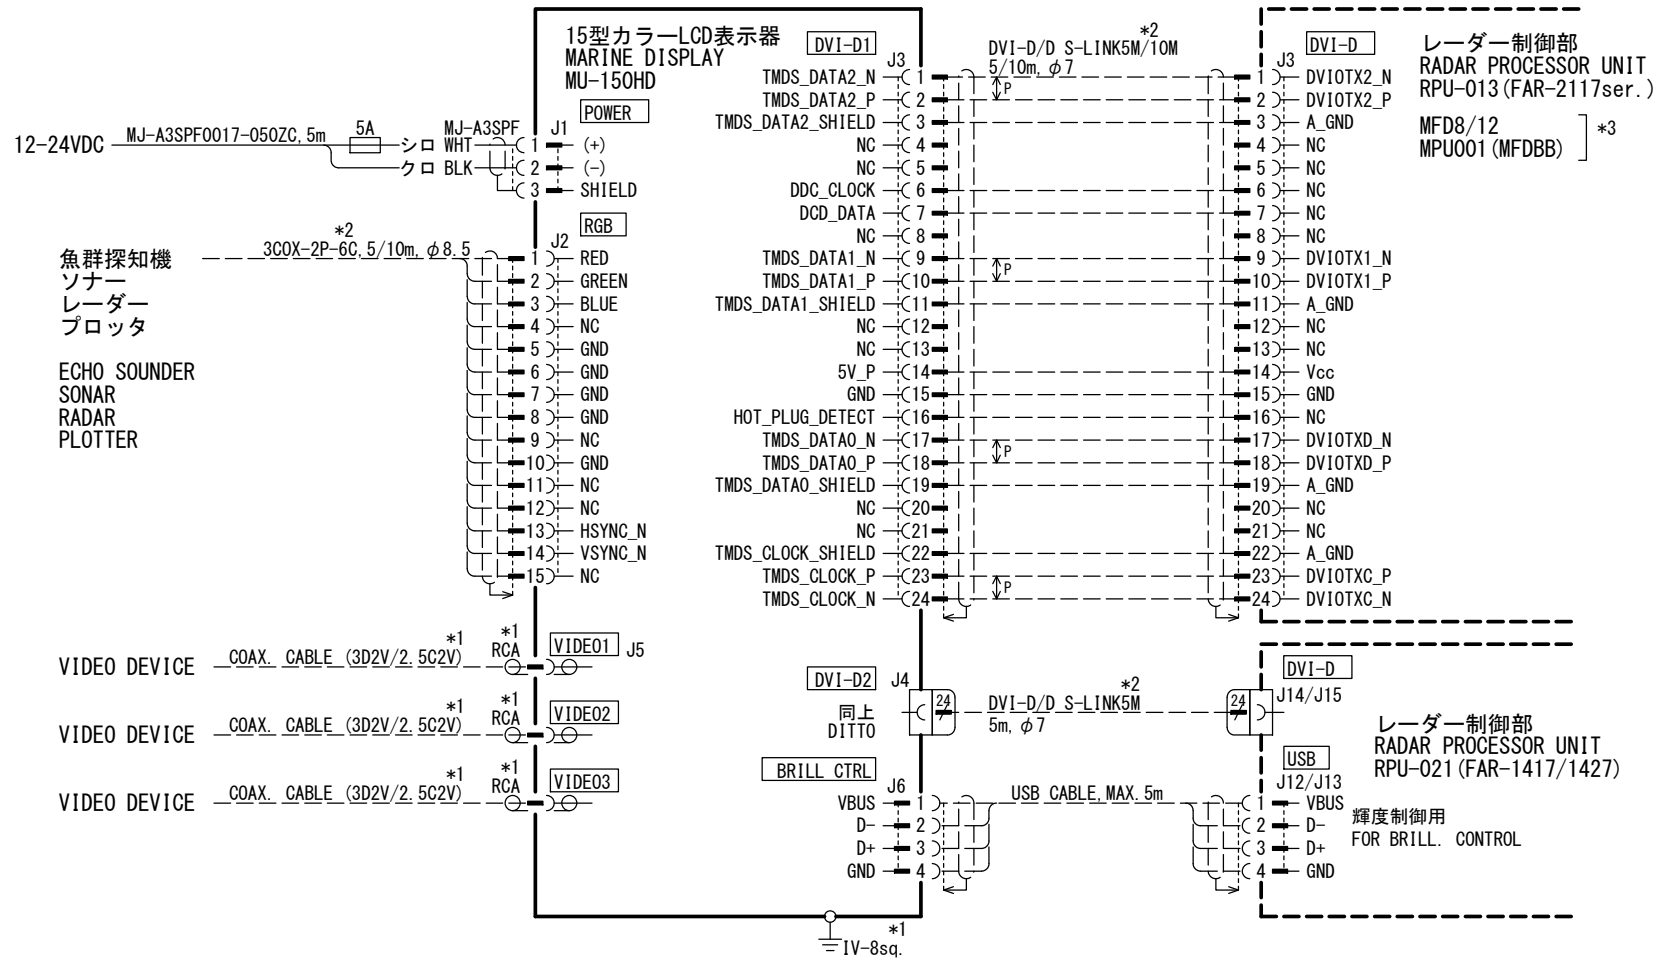 15型カラーLCD表示器
MARINE DISPLAY
MU-150HD
POWER
12-24VDC
MJ-A3SPF0017-050ZC,5m
5A
シロ WHT
クロ BLK
MJ-A3SPF
J1
1 (+)
2 (-)
3 SHIELD
RGB
J2
*2
3COX-2P-6C,5/10m,φ8.5
魚群探知機
ソナー
レーダー
プロッタ
ECHO SOUNDER
SONAR
RADAR
PLOTTER
1 RED
2 GREEN
3 BLUE
4 NC
5 GND
6 GND
7 GND
8 GND
9 NC
10 GND
11 NC
12 NC
13 HSYNC_N
14 VSYNC_N
15 NC
VIDEO DEVICE
COAX. CABLE (3D2V/2.5C2V)
*1
*1
RCA
VIDEO1
J5
VIDEO DEVICE
COAX. CABLE (3D2V/2.5C2V)
*1
*1
RCA
VIDEO2
VIDEO DEVICE
COAX. CABLE (3D2V/2.5C2V)
*1
*1
RCA
VIDEO3
DVI-D1
J3
TMDS_DATA2_N 1
TMDS_DATA2_P 2
TMDS_DATA2_SHIELD 3
NC 4
NC 5
DDC_CLOCK 6
DCD_DATA 7
NC 8
TMDS_DATA1_N 9
TMDS_DATA1_P 10
TMDS_DATA1_SHIELD 11
NC 12
NC 13
5V_P 14
GND 15
HOT_PLUG_DETECT 16
TMDS_DATA0_N 17
TMDS_DATA0_P 18
TMDS_DATA0_SHIELD 19
NC 20
NC 21
TMDS_CLOCK_SHIELD 22
TMDS_CLOCK_P 23
TMDS_CLOCK_N 24
*2
DVI-D/D S-LINK5M/10M
5/10m,φ7
P
P
P
P
DVI-D
J3
1 DVIOTX2_N
2 DVIOTX2_P
3 A_GND
4 NC
5 NC
6 NC
7 NC
8 NC
9 DVIOTX1_N
10 DVIOTX1_P
11 A_GND
12 NC
13 NC
14 Vcc
15 GND
16 NC
17 DVIOTXD_N
18 DVIOTXD_P
19 A_GND
20 NC
21 NC
22 A_GND
23 DVIOTXC_P
24 DVIOTXC_N
レーダー制御部
RADAR PROCESSOR UNIT
RPU-013(FAR-2117ser.)
MFD8/12
MPU001(MFDBB)
*3
DVI-D2
J4
同上
DITTO
24
*2
DVI-D/D S-LINK5M
5m,φ7
24
DVI-D
J14/J15
レーダー制御部
RADAR PROCESSOR UNIT
RPU-021(FAR-1417/1427)
BRILL CTRL
J6
VBUS 1
D- 2
D+ 3
GND 4
USB CABLE,MAX.5m
USB
J12/J13
1 VBUS
2 D-
3 D+
4 GND
輝度制御用
FOR BRILL. CONTROL
*1
IV-8sq.